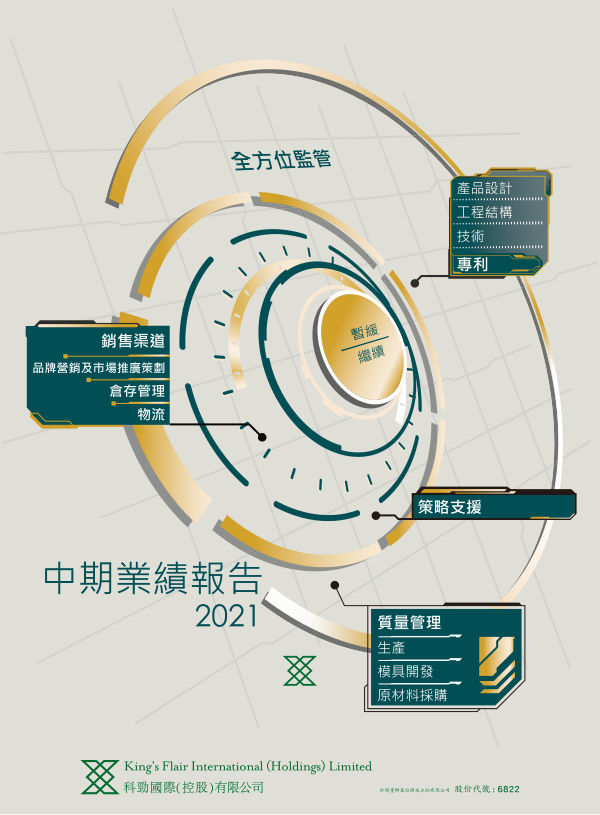 全方位監管
產品設計
工程結構
技術
專利
暫緩
繼續
銷售渠道
品牌營銷及市場推廣策劃
倉存管理
物流
策略支援
中期業績報告
2021
質量管理
生產
模具開發
原材料採購
King's Flair International (Holdings) Limited
科勁國際(控股)有限公司
股份代號 : 6822